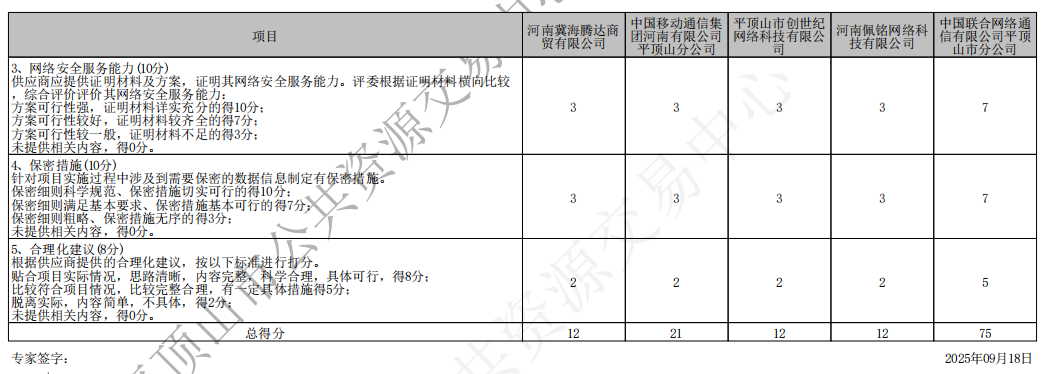 项目
河南冀海腾达商
贸有限公司
中国移动通信集
团河南有限公司
平顶山分公司
平顶山市创世纪
网络科技有限公
司
河南佩铭网络科
技有限公司
中国联合网络通
信有限公司平顶
山市分公司
3、网络安全服务能力(10分)
供应商应提供证明材料及方案，证明其网络安全服务能力。评委根据证明材料横向比较
，综合评价评价其网络安全服务能力；
方案可行性强，证明材料详实充分的得10分；
方案可行性较好，证明材料较齐全的得7分；
方案可行性较一般，证明材料不足的得3分；
未提供相关内容，得0分。
3
3
3
3
7
4、保密措施(10分)
针对项目实施过程中涉及到需要保密的数据信息制定有保密措施。
保密细则科学规范、保密措施切实可行的得10分；
保密细则满足基本要求、保密措施基本可行的得7分；
保密细则粗略、保密措施无序的得3分；
未提供相关内容，得0分。
3
3
3
3
7
5、合理化建议(8分)
根据供应商提供的合理化建议，按以下标准进行打分。
贴合项目实际情况，思路清晰，内容完整，科学合理，具体可行，得8分；
比较符合项目情况，比较完整合理，有一定具体措施得5分；
脱离实际，内容简单，不具体，得2分；
未提供相关内容，得0分。
2
2
2
2
5
总得分
12
21
12
12
75
专家签字：
2025年09月18日
顶山市公共资源交易
共资源交易中心